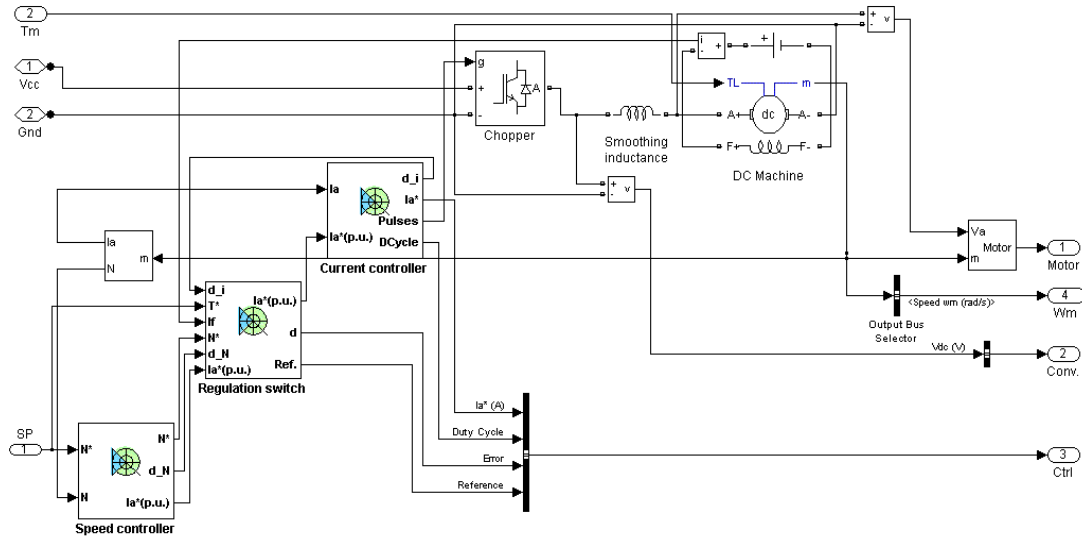 2
Tm
1
Vcc
2
Gnd
g
+
-
A
Chopper
Smoothing
inductance
i
-
+
+
TL
m
A+
dc
A-
F+
F-
DC Machine
+
-
v
+
-
v
Ia
Ia*(p.u.)
d_i
Ia*
Pulses
DCycle
Current controller
Ia
N
m
d_i
T*
If
N*
d_N
Ia*(p.u.)
Ia*(p.u.)
d
Ref.
Regulation switch
SP
1
N*
N
N*
d_N
Ia*(p.u.)
Speed controller
Ia* (A)
Duty Cycle
Error
Reference
Va
m
Motor
1
Motor
<Speed wm (rad/s)>
Output Bus
Selector
4
Wm
Vdc (V)
2
Conv.
3
Ctrl